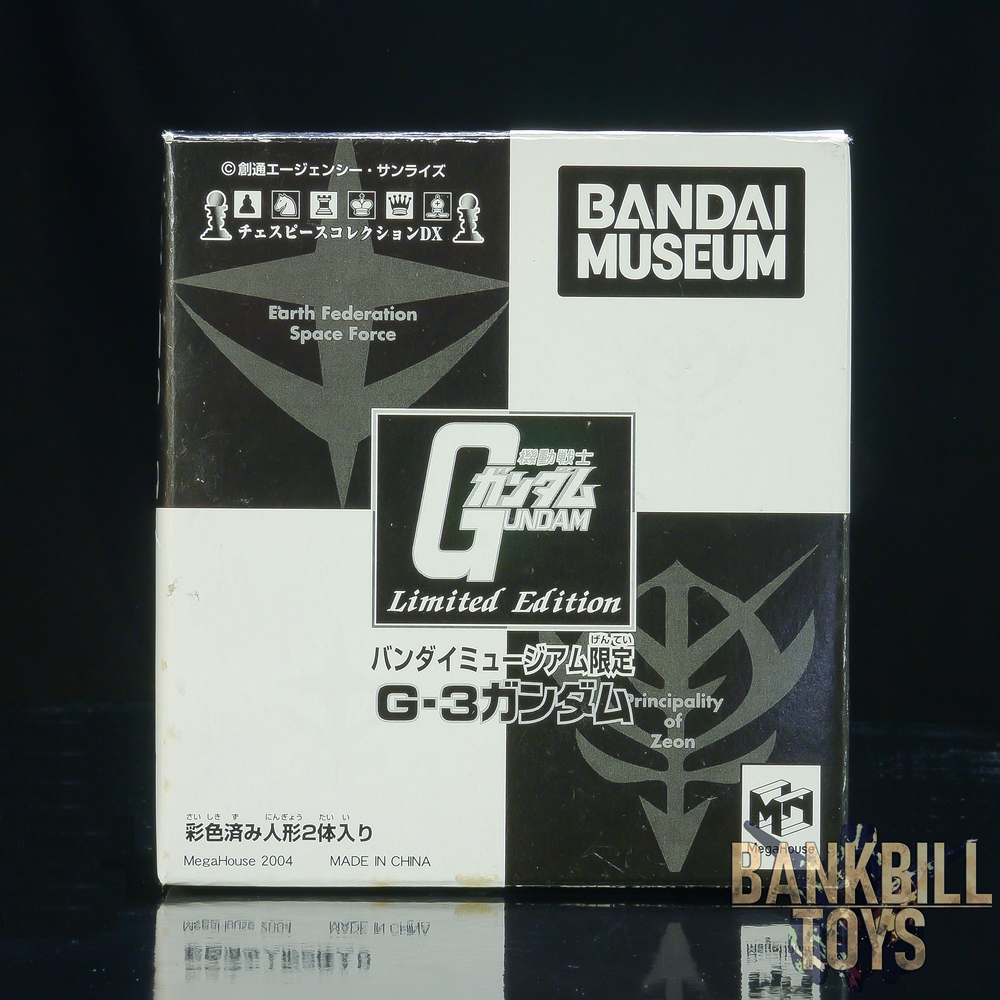 ©創通エージェンシー・サンライズ
チェスピースコレクションDX
BANDAI
MUSEUM
Earth Federation
Space Force
機動戦士
ガンダム
GUNDAM
Limited Edition
げんてい
バンダイミュージアム限定
G-3ガンダム
Principality
of
Zeon
さいしきず にんぎょう たいい
彩色済み人形2体入り
MegaHouse 2004 MADE IN CHINA
MegaHouse
BANKBILL
TOYS